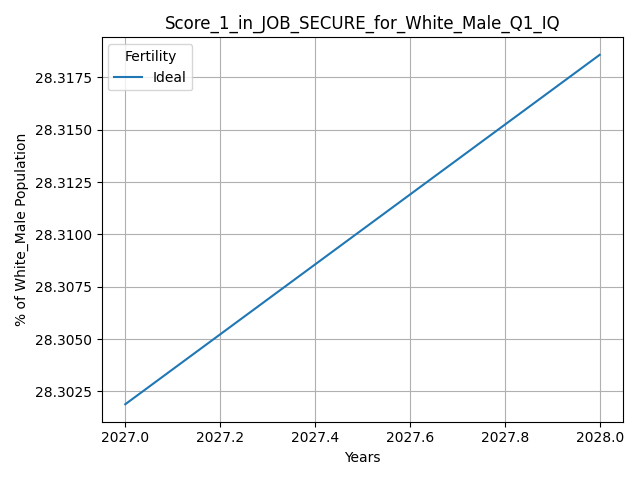 Score_1_in_JOB_SECURE_for_White_Male_Q1_IQ
Fertility
Ideal
% of White_Male Population
28.3175
28.3150
28.3125
28.3100
28.3075
28.3050
28.3025
2027.0 2027.2 2027.4 2027.6 2027.8 2028.0
Years